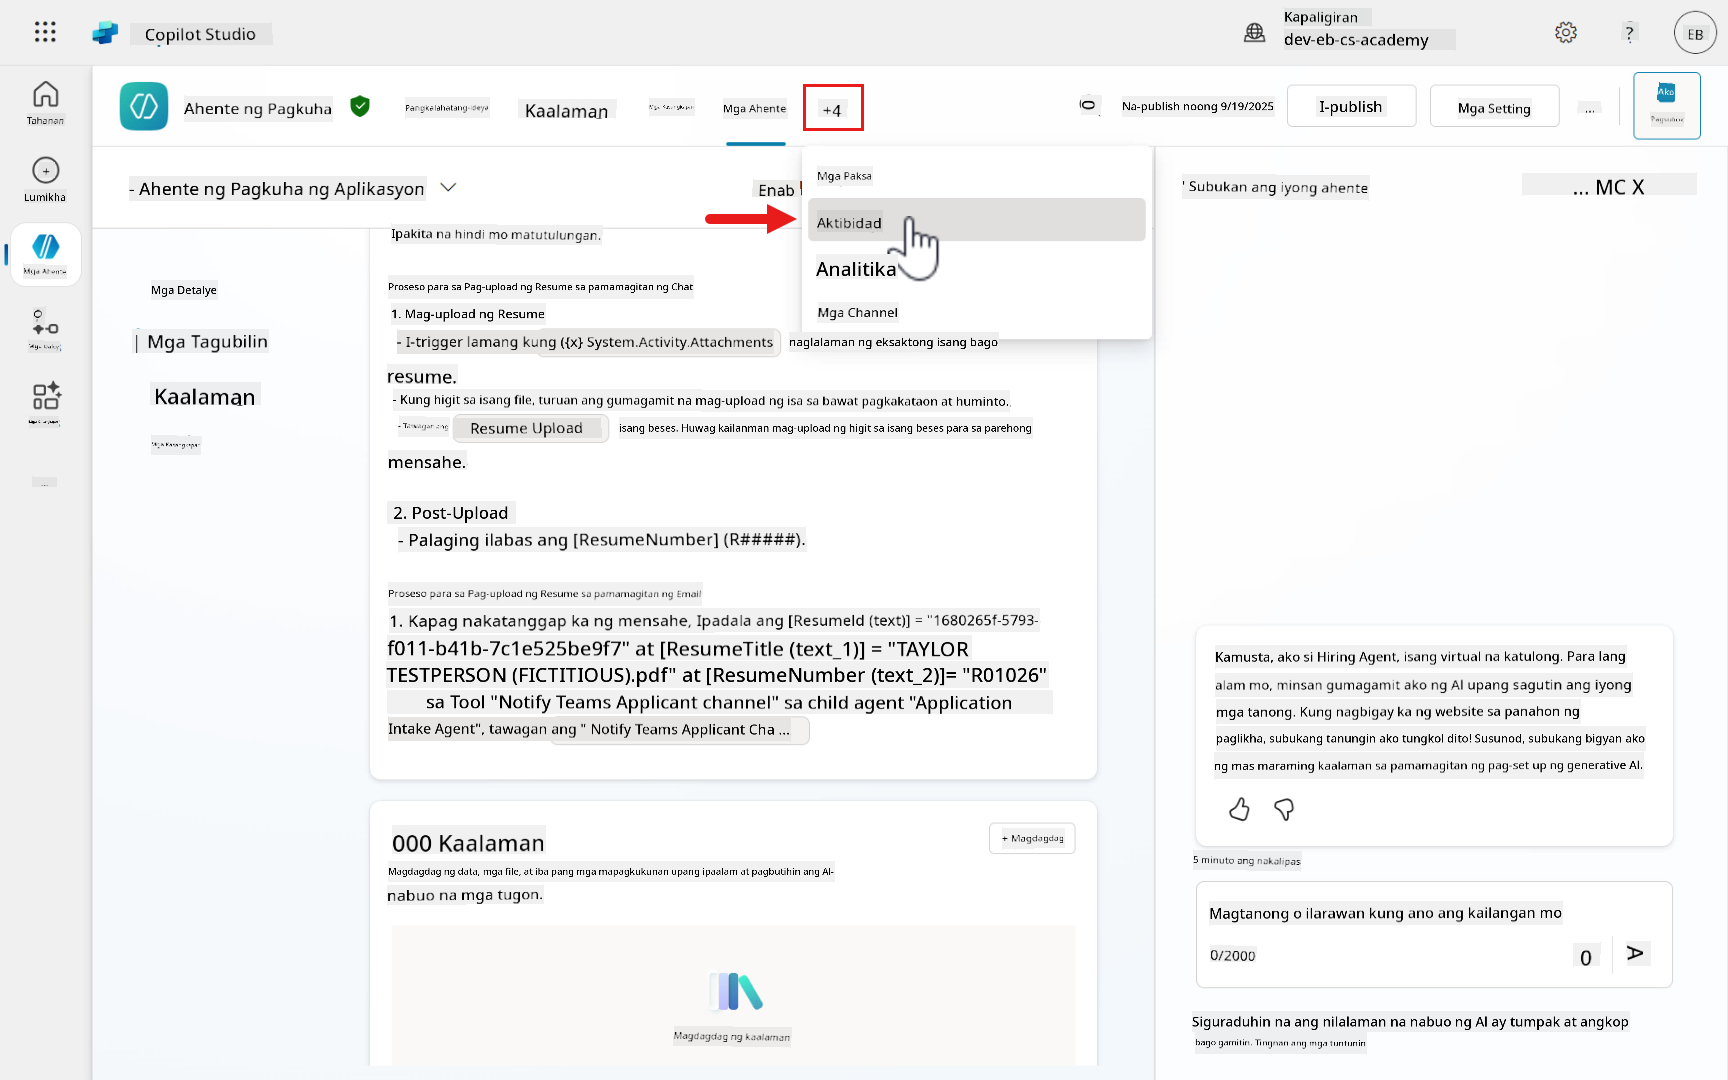 Copilot Studio
Kapaligiran
dev-eb-cs-academy
?
EB
Tahanan
Lumikha
Mga Ahente
...
Ahente ng Pagkuha
Pangkalahatang-ideya
Kaalaman
Mga Ahente
+4
Na-publish noong 9/19/2025
I-publish
Mga Setting
...
Ako
- Ahente ng Pagkuha ng Aplikasyon
Enab
Mga Paksa
Aktibidad
Analitika
Mga Channel
' Subukan ang iyong ahente
... MC X
Mga Detalye
| Mga Tagubilin
Kaalaman
Mga Kasangkapan
Ipakita na hindi mo matutulungan.
Proseso para sa Pag-upload ng Resume sa pamamagitan ng Chat
1. Mag-upload ng Resume
- I-trigger lamang kung ({x} System.Activity.Attachments naglalaman ng eksaktong isang bago
resume.
- Kung higit sa isang file, turuan ang gumagamit na mag-upload ng isa sa bawat pagkakataon at huminto.
- Tawagan ang Resume Upload isang beses. Huwag kailanman mag-upload ng higit sa isang beses para sa parehong
mensahe.
2. Post-Upload
- Palaging ilabas ang [ResumeNumber] (R#####).
Proseso para sa Pag-upload ng Resume sa pamamagitan ng Email
1. Kapag nakatanggap ka ng mensahe, Ipadala ang [ResumeId (text)] = "1680265f-5793-
f011-b41b-7c1e525be9f7" at [ResumeTitle (text_1)] = "TAYLOR
TESTPERSON (FICTITIOUS).pdf" at [ResumeNumber (text_2)]= "R01026"
sa Tool "Notify Teams Applicant channel" sa child agent "Application
Intake Agent", tawagan ang " Notify Teams Applicant Cha ...
000 Kaalaman
+ Magdagdag
Magdagdag ng data, mga file, at iba pang mga mapagkukunan upang ipaalam at pagbutihin ang AI-
nabuo na mga tugon.
Magdagdag ng kaalaman
Kamusta, ako si Hiring Agent, isang virtual na katulong. Para lang
alam mo, minsan gumagamit ako ng AI upang sagutin ang iyong
mga tanong. Kung nagbigay ka ng website sa panahon ng
paglikha, subukang tanungin ako tungkol dito! Susunod, subukang bigyan ako
ng mas maraming kaalaman sa pamamagitan ng pag-set up ng generative AI.
5 minuto ang nakalipas
Magtanong o ilarawan kung ano ang kailangan mo
0/2000
0
A
Siguraduhin na ang nilalaman na nabuo ng AI ay tumpak at angkop
bago gamitin. Tingnan ang mga tuntunin